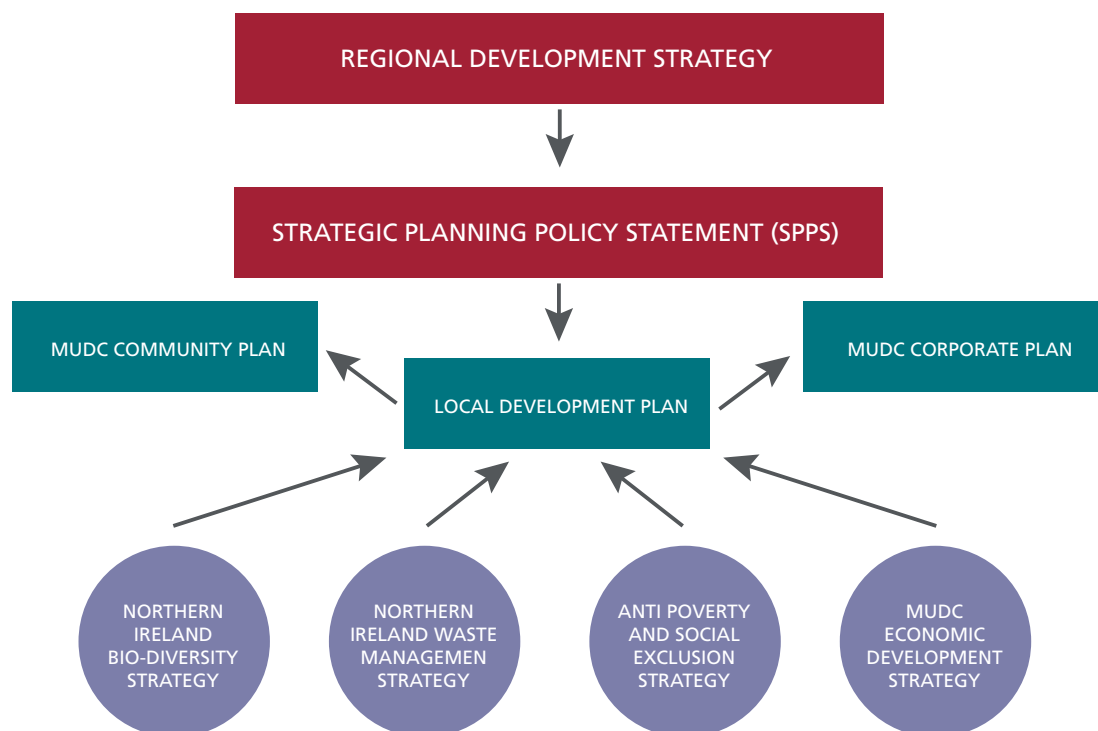 REGIONAL DEVELOPMENT STRATEGY
STRATEGIC PLANNING POLICY STATEMENT (SPPS)
MUDC COMMUNITY PLAN
MUDC CORPORATE PLAN
LOCAL DEVELOPMENT PLAN
NORTHERN
IRELAND
BIO-DIVERSITY
STRATEGY
NORTHERN
IRELAND WASTE
MANAGEMEN
STRATEGY
ANTI POVERTY
AND SOCIAL
EXCLUSION
STRATEGY
MUDC
ECONOMIC
DEVELOPMENT
STRATEGY